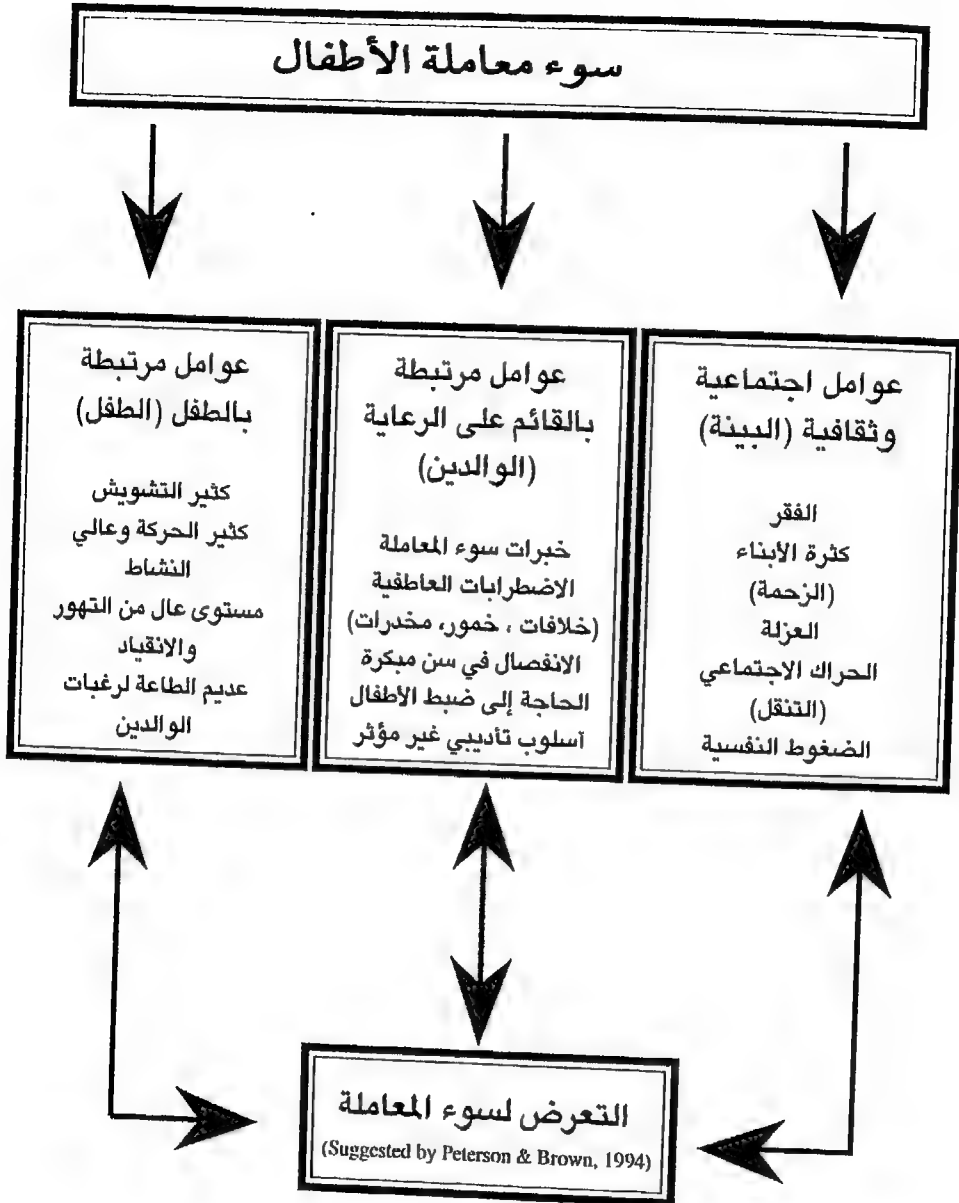 سوء معاملة الأطفال
عوامل اجتماعية
وثقافية (البيئة)
الفقر
كثرة الأبناء
(الزحمة)
العزلة
الحراك الاجتماعي
(التنقل)
الضغوط النفسية
عوامل مرتبطة
بالقائم على الرعاية
(الوالدين)
خبرات سوء المعاملة
الاضطرابات العاطفية
(خلافات ، خمور، مخدرات)
الانفصال في سن مبكرة
الحاجة إلى ضبط الأطفال
أسلوب تأديبي غير مؤثر
عوامل مرتبطة
بالطفل (الطفل)
كثير التشويش
كثير الحركة وعالي
النشاط
مستوى عال من التهور
والانقياد
عديم الطاعة لرغبات
الوالدين
التعرض لسوء المعاملة
(Suggested by Peterson & Brown, 1994)